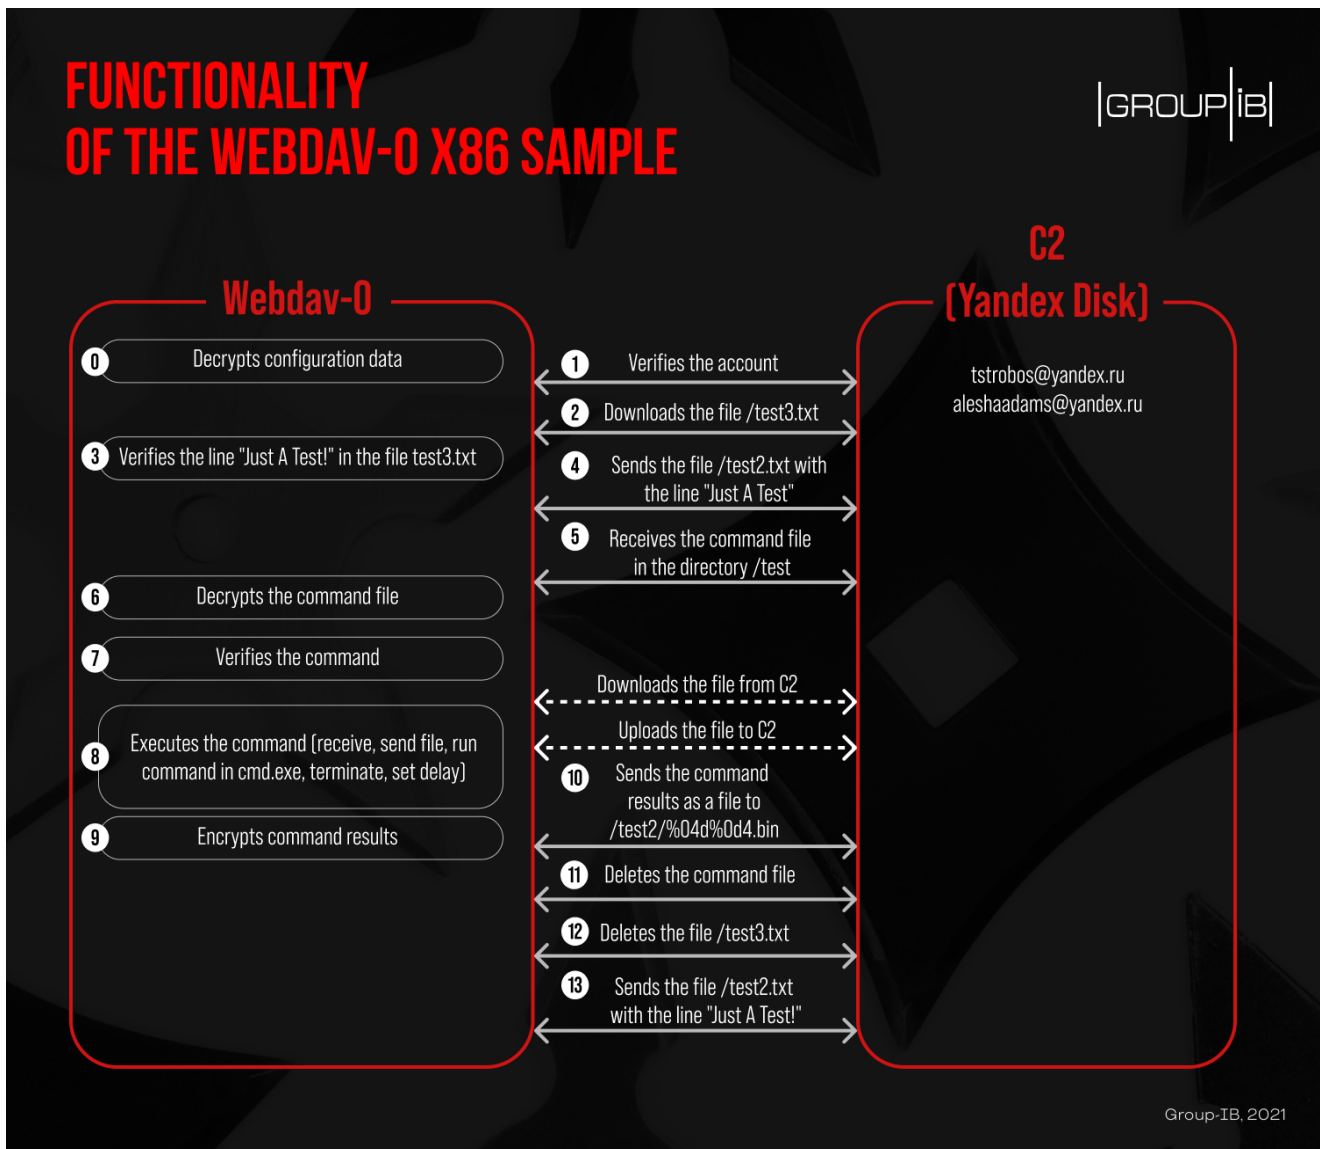 FUNCTIONALITY
OF THE WEBDAV-O X86 SAMPLE
GROUP iB
Webdav-O
0
Decrypts configuration data
3
Verifies the line "Just A Test!" in the file test3.txt
6
Decrypts the command file
7
Verifies the command
8
Executes the command (receive, send file, run
command in cmd.exe, terminate, set delay)
9
Encrypts command results
1
Verifies the account
2
Downloads the file /test3.txt
4
Sends the file /test2.txt with
the line "Just A Test"
5
Receives the command file
in the directory /test
Downloads the file from C2
Uploads the file to C2
10
Sends the command
results as a file to
/test2/%04d%0d4.bin
11
Deletes the command file
12
Deletes the file /test3.txt
13
Sends the file /test2.txt
with the line "Just A Test!"
C2
(Yandex Disk)
tstrobos@yandex.ru
aleshaadams@yandex.ru
Group-IB, 2021